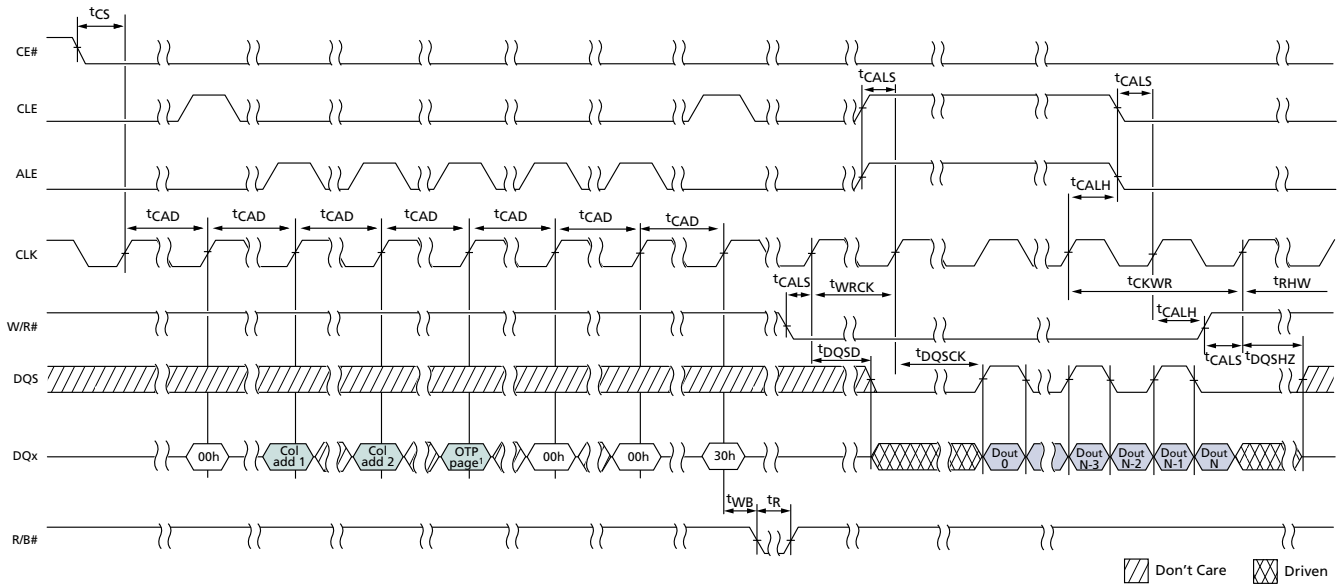 tCS
CE#
tCALS
tCALS
CLE
ALE
tCALH
tCAD
tCAD
tCAD
tCAD
tCAD
tCAD
tCAD
CLK
tCALS
tWRCK
tCKWR
tRHW
tCALH
W/R#
tDQSD
tDQSCK
tCALS
tDQSHZ
DQS
DQx
00h
Col add 1
Col add 2
OTP page1
00h
00h
30h
Dout 0
Dout N-3
Dout N-2
Dout N-1
Dout N
tWB
tR
R/B#
Don't Care
Driven